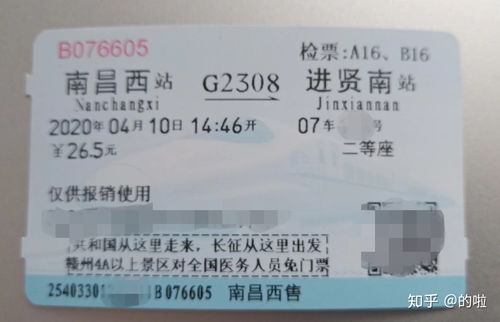 B076605 检票:A16、B16
南昌西站 G2308 进贤南站
Nanchangxi Jinxiannan
2020年04月10日14:46开 07车 号
￥26.5元 二等座
仅供报销使用
共和国从这里走来，长征从这里出发
赣州4A以上景区对全国医务人员免门票
B076605 南昌西售
知乎 @的啦